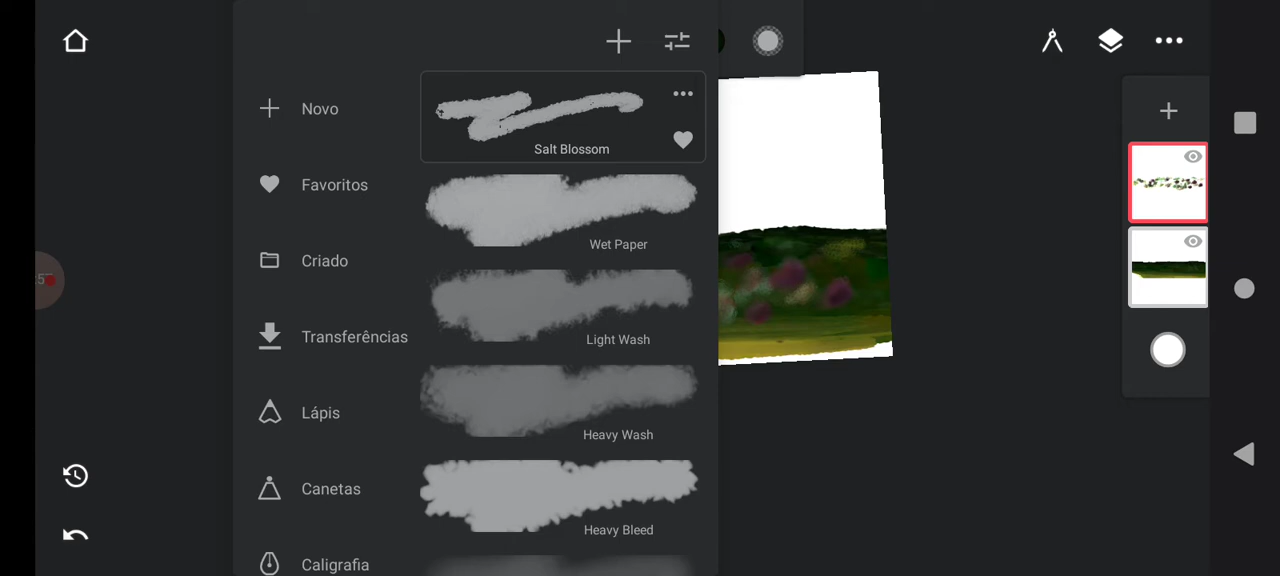 Novo
Salt Blossom
Favoritos
Wet Paper
Criado
Transferências
Light Wash
Lápis
Heavy Wash
Canetas
Heavy Bleed
Caligrafia